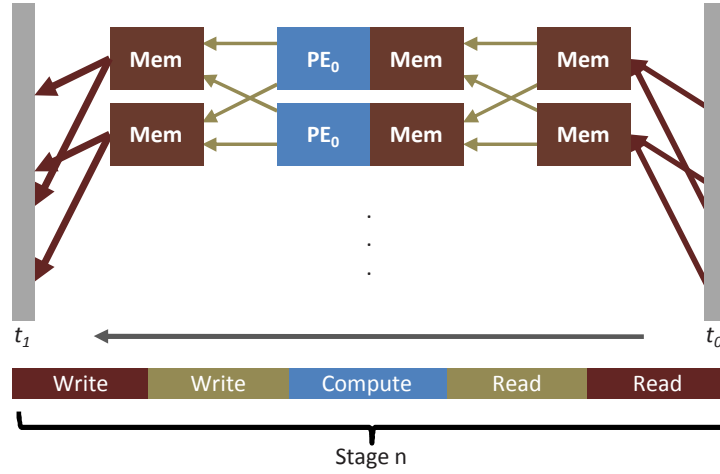 Mem PE₀ Mem Mem
Mem PE₀ Mem Mem
.
.
.
t₁ t₀
Write Write Compute Read Read
Stage n